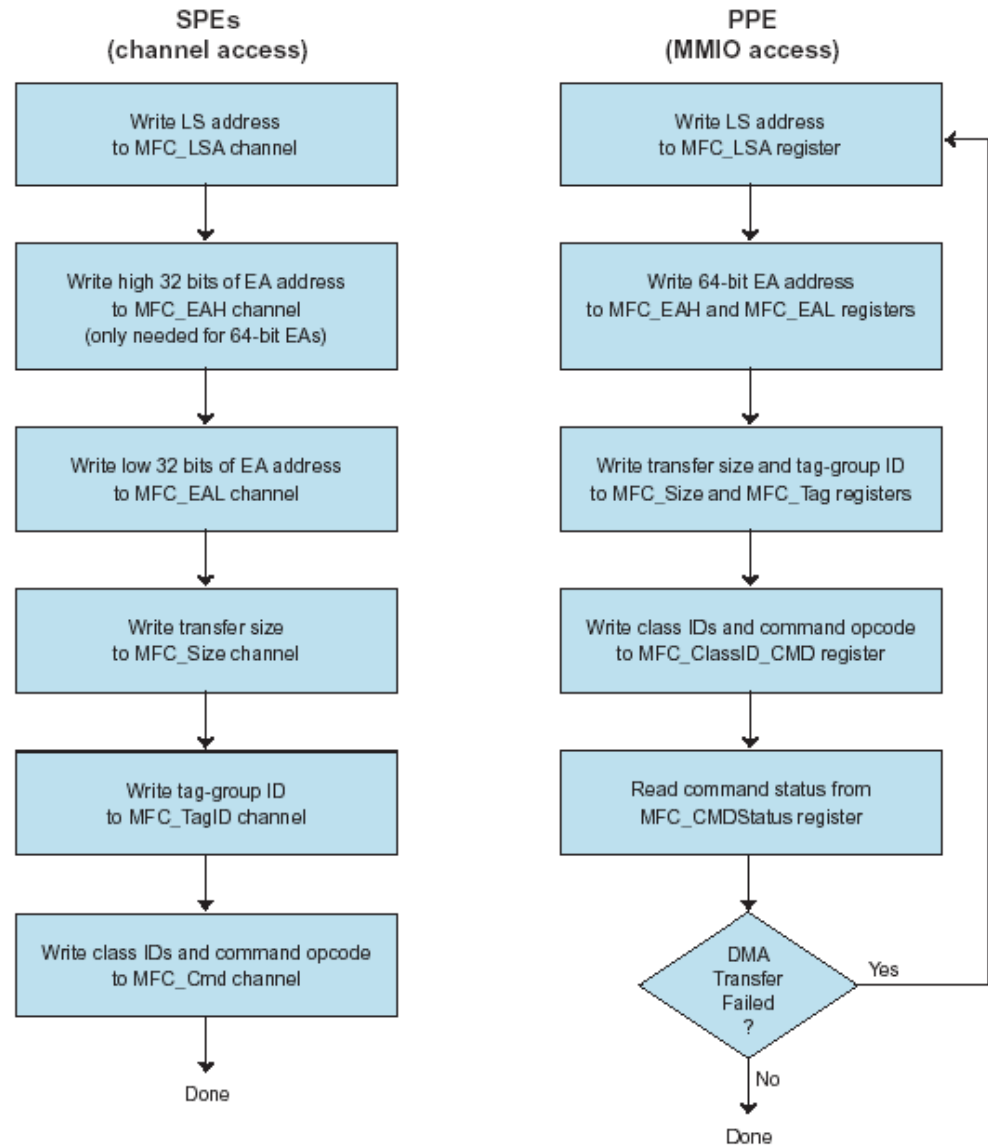 SPEs
(channel access)
Write LS address
to MFC_LSA channel
Write high 32 bits of EA address
to MFC_EAH channel
(only needed for 64-bit EAs)
Write low 32 bits of EA address
to MFC_EAL channel
Write transfer size
to MFC_Size channel
Write tag-group ID
to MFC_TagID channel
Write class IDs and command opcode
to MFC_Cmd channel
Done
PPE
(MMIO access)
Write LS address
to MFC_LSA register
Write 64-bit EA address
to MFC_EAH and MFC_EAL registers
Write transfer size and tag-group ID
to MFC_Size and MFC_Tag registers
Write class IDs and command opcode
to MFC_ClassID_CMD register
Read command status from
MFC_CMDStatus register
DMA
Transfer
Failed
?
Yes
No
Done